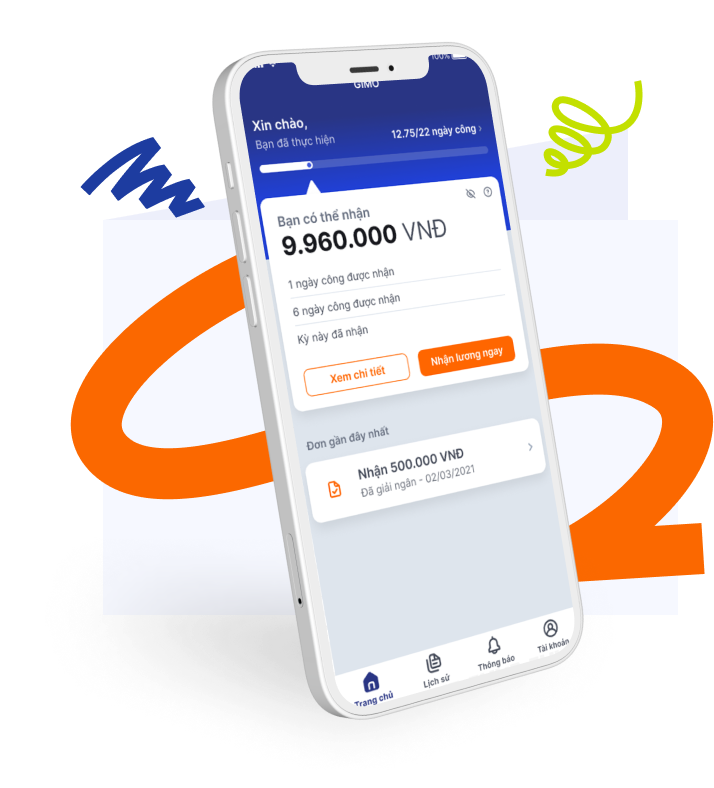 100%
GIMO
Xin chào,
Bạn đã thực hiện
12.75/22 ngày công
Bạn có thể nhận
9.960.000 VNĐ
1 ngày công được nhận
6 ngày công được nhận
Kỳ này đã nhận
Xem chi tiết
Nhận lương ngay
Đơn gần đây nhất
Nhận 500.000 VNĐ
Đã giải ngân - 02/03/2021
Trang chủ
Lịch sử
Thông báo
Tài khoản